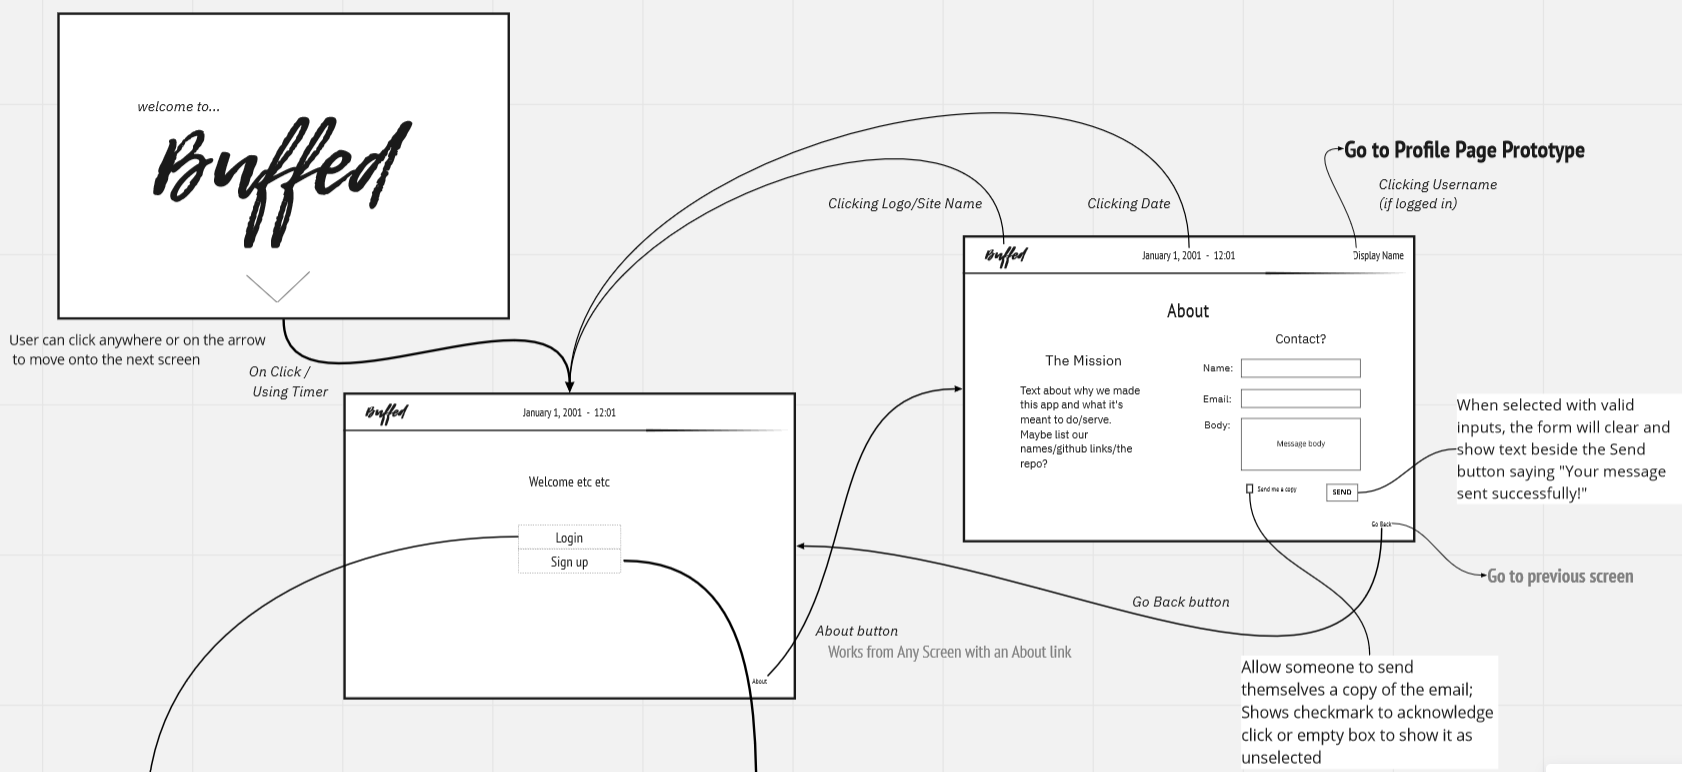 welcome to...
Buffed
User can click anywhere or on the arrow
to move onto the next screen
On Click /
Using Timer
Buffed
January 1, 2001 - 12:01
Welcome etc etc
Login
Sign up
About
About button
Works from Any Screen with an About link
Clicking Logo/Site Name
Clicking Date
Go to Profile Page Prototype
Clicking Username
(if logged in)
Buffed
January 1, 2001 - 12:01
Display Name
About
The Mission
Text about why we made
this app and what it's
meant to do/serve.
Maybe list our
names/github links/the
repo?
Contact?
Name:
Email:
Body:
Message body
Send me a copy
SEND
Go Back
When selected with valid
inputs, the form will clear and
show text beside the Send
button saying "Your message
sent successfully!"
Go to previous screen
Go Back button
Allow someone to send
themselves a copy of the email;
Shows checkmark to acknowledge
click or empty box to show it as
unselected